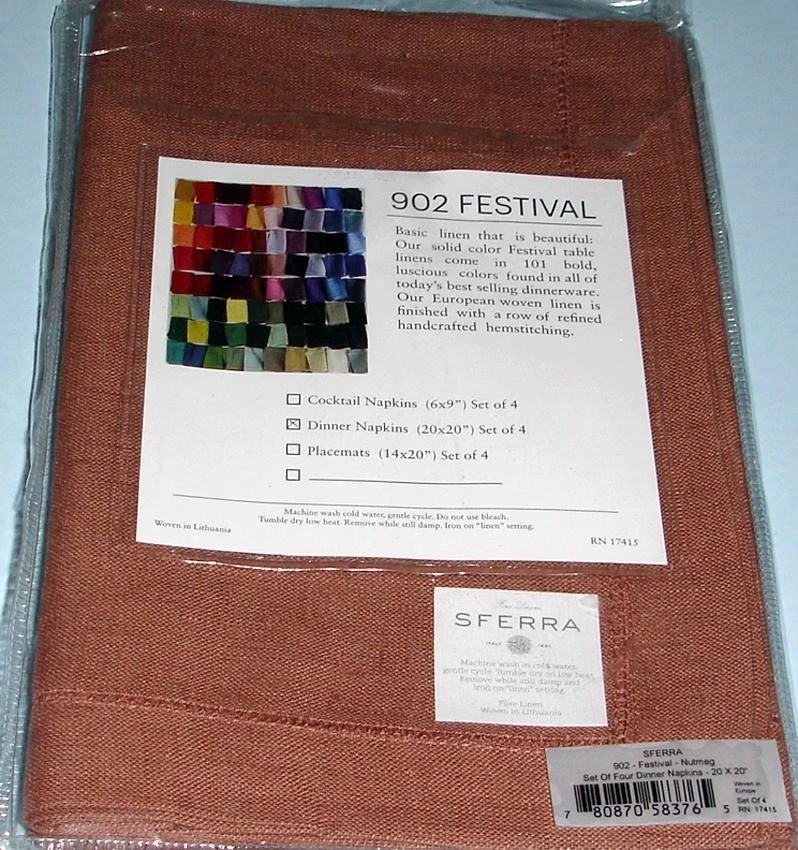 902 FESTIVAL
Basic linen that is beautiful:
Our solid color Festival table
linens come in 101 bold,
luscious colors found in all of
today's best selling dinnerware.
Our European woven linen is
finished with a row of refined
handcrafted hemstitching.
Cocktail Napkins (6x9") Set of 4
Dinner Napkins (20x20") Set of 4
Placemats (14x20") Set of 4
Machine wash cold water, gentle cycle. Do not use bleach.
Tumble dry low heat. Remove while still damp. Iron on "linen" setting.
Woven in Lithuania
RN 17415
Fine Linens
SFERRA
ITALY 1891
Machine wash in cold water,
gentle cycle. Tumble dry on low heat.
Remove while still damp and
iron on "linen" setting.
Pure Linen
Woven in Lithuania
SFERRA
902 - Festival - Nutmeg
Set Of Four Dinner Napkins - 20 X 20"
Woven in
Europe
Set Of 4
RN: 17415
7 80870 58376 5